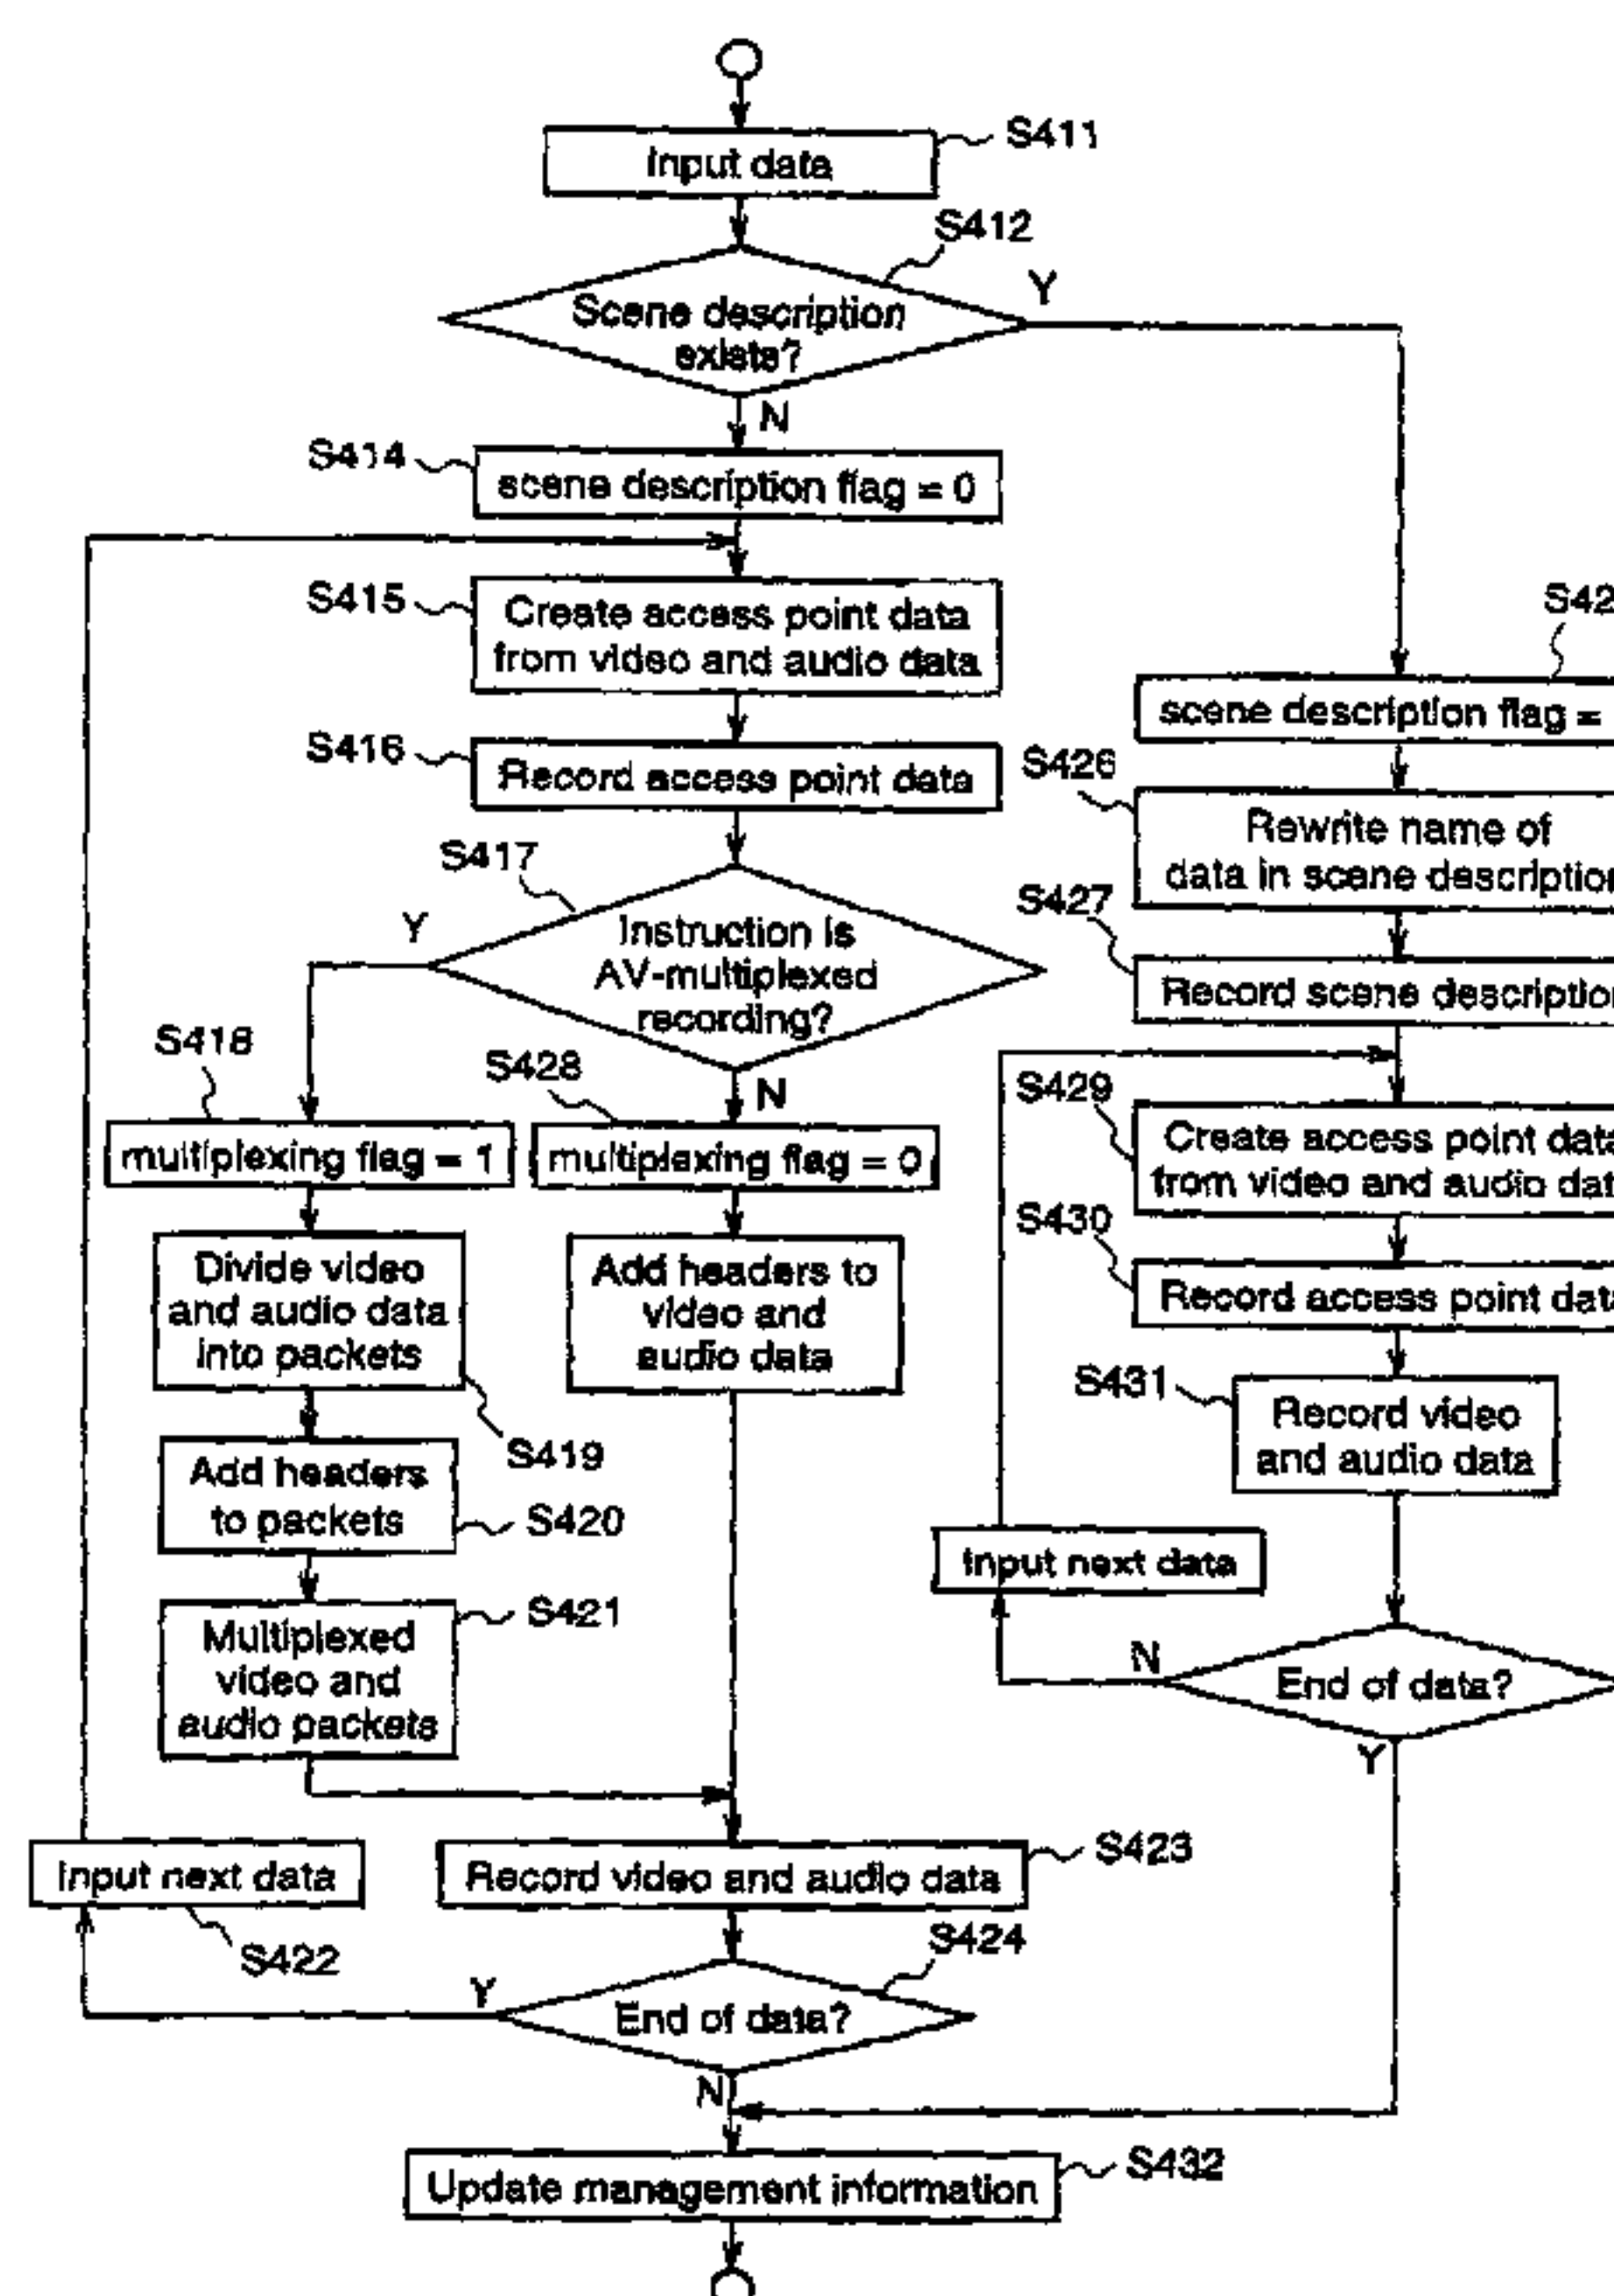 S411
Input data
S412
Scene description
exists?
Y
N
S414
scene description flag = 0
S415
Create access point data
from video and audio data
S416
Record access point data
S417
Instruction is
AV-multiplexed
recording?
Y
N
S418
multiplexing flag = 1
S428
multiplexing flag = 0
Divide video
and audio data
into packets
S419
Add headers to
video and
audio data
Add headers
to packets
S420
Multiplexed
video and
audio packets
S421
Input next data
S422
Record video and audio data
S423
S424
End of data?
Y
N
Update management information
S432
S42
scene description flag =
S426
Rewrite name of
data in scene description
S427
Record scene description
S429
Create access point data
from video and audio dat
S430
Record access point data
S431
Record video
and audio data
Input next data
N
End of data?
Y